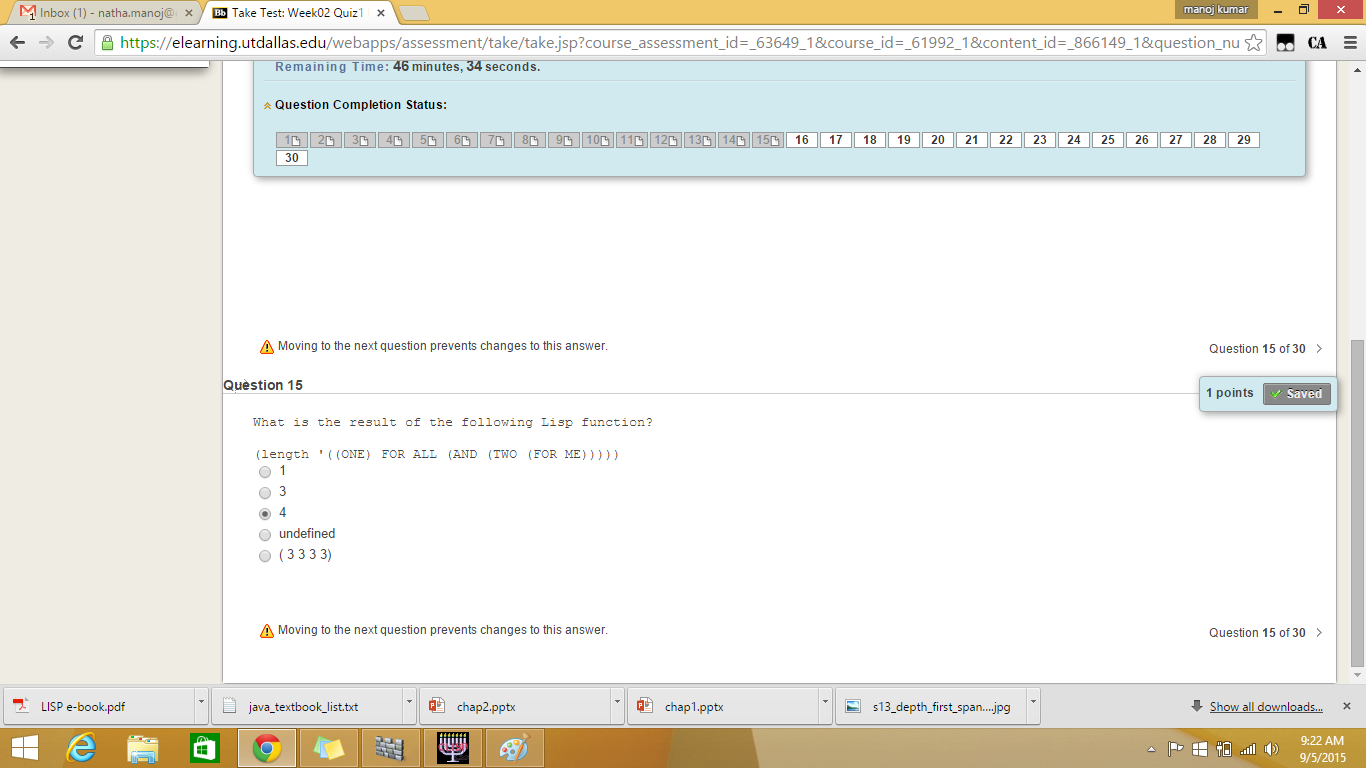 Inbox (1) - natha.manoj@
Bb Take Test: Week02 Quiz1
manoj kumar
https://elearning.utdallas.edu/webapps/assessment/take/take.jsp?course_assessment_id=_63649_1&course_id=_61992_1&content_id=_866149_1&question_nu
CA
Remaining Time: 46 minutes, 34 seconds.
Question Completion Status:
1 2 3 4 5 6 7 8 9 10 11 12 13 14 15 16 17 18 19 20 21 22 23 24 25 26 27 28 29
30
Moving to the next question prevents changes to this answer.
Question 15 of 30 >
Question 15
1 points Saved
What is the result of the following Lisp function?
(length '((ONE) FOR ALL (AND (TWO (FOR ME)))))
1
3
4
undefined
( 3 3 3 3)
Moving to the next question prevents changes to this answer.
Question 15 of 30 >
LISP e-book.pdf
java_textbook_list.txt
chap2.pptx
chap1.pptx
s13_depth_first_span....jpg
Show all downloads...
9:22 AM
9/5/2015